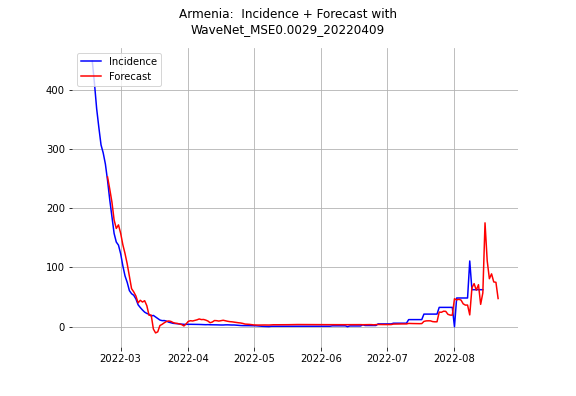 Armenia:  Incidence + Forecast with
WaveNet_MSE0.0029_20220409
Incidence
Forecast
400
300
200
100
0
2022-03
2022-04
2022-05
2022-06
2022-07
2022-08